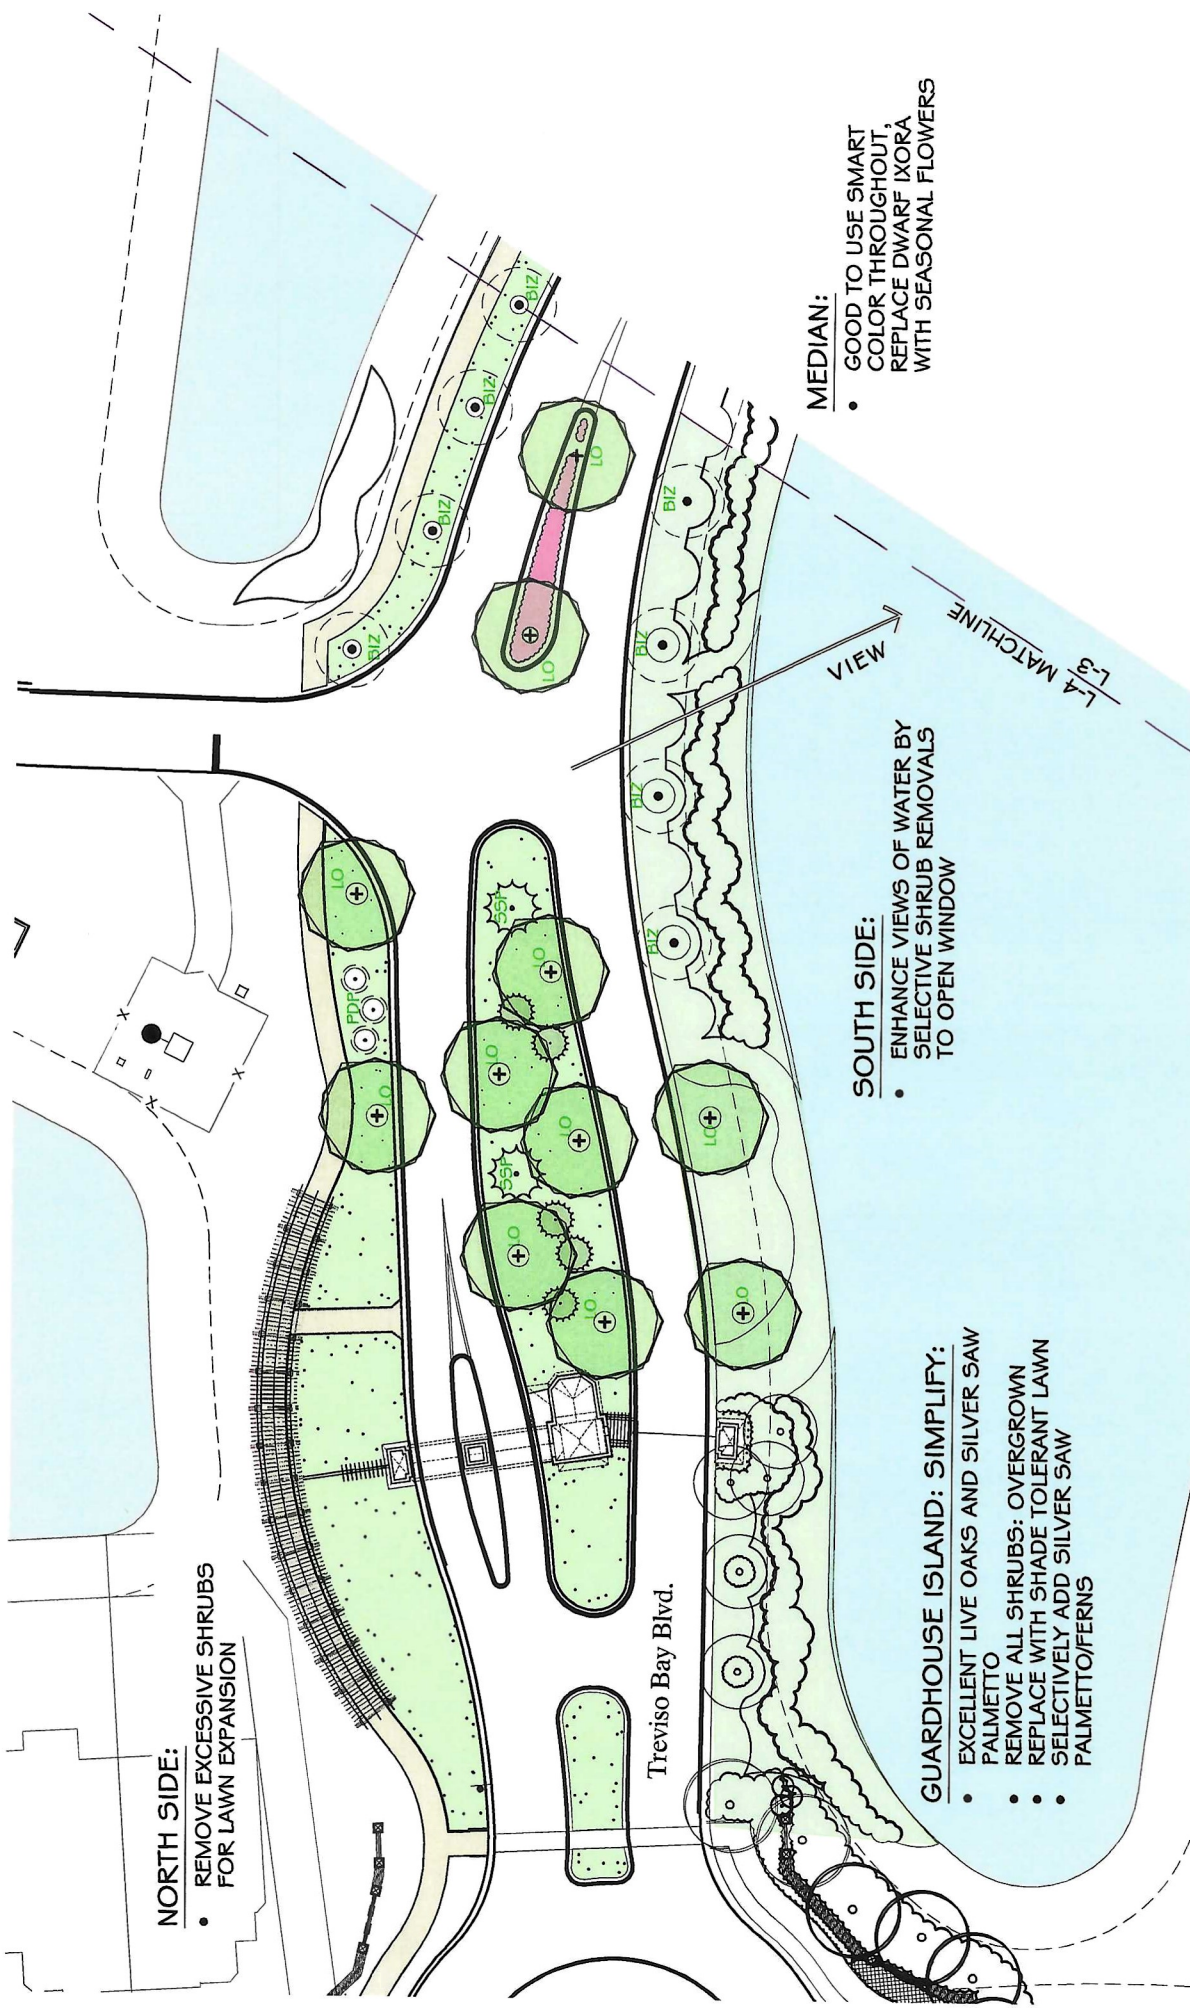 NORTH SIDE:
• REMOVE EXCESSIVE SHRUBS
FOR LAWN EXPANSION
GUARDHOUSE ISLAND: SIMPLIFY:
• EXCELLENT LIVE OAKS AND SILVER SAW
PALMETTO
• REMOVE ALL SHRUBS: OVERGROWN
• REPLACE WITH SHADE TOLERANT LAWN
• SELECTIVELY ADD SILVER SAW
PALMETTO/FERNS
SOUTH SIDE:
• ENHANCE VIEWS OF WATER BY
SELECTIVE SHRUB REMOVALS
TO OPEN WINDOW
MEDIAN:
• GOOD TO USE SMART
COLOR THROUGHOUT,
REPLACE DWARF IXORA
WITH SEASONAL FLOWERS
Treviso Bay Blvd.
VIEW
L-4 MATCHLINE
L-3
LO
PDP
LO
BIZ
BIZ
BIZ
BIZ
LO
LO
SSP
LO
LO
LO
SSP
LO
LO
LO
LO
BIZ
BIZ
BIZ
BIZ